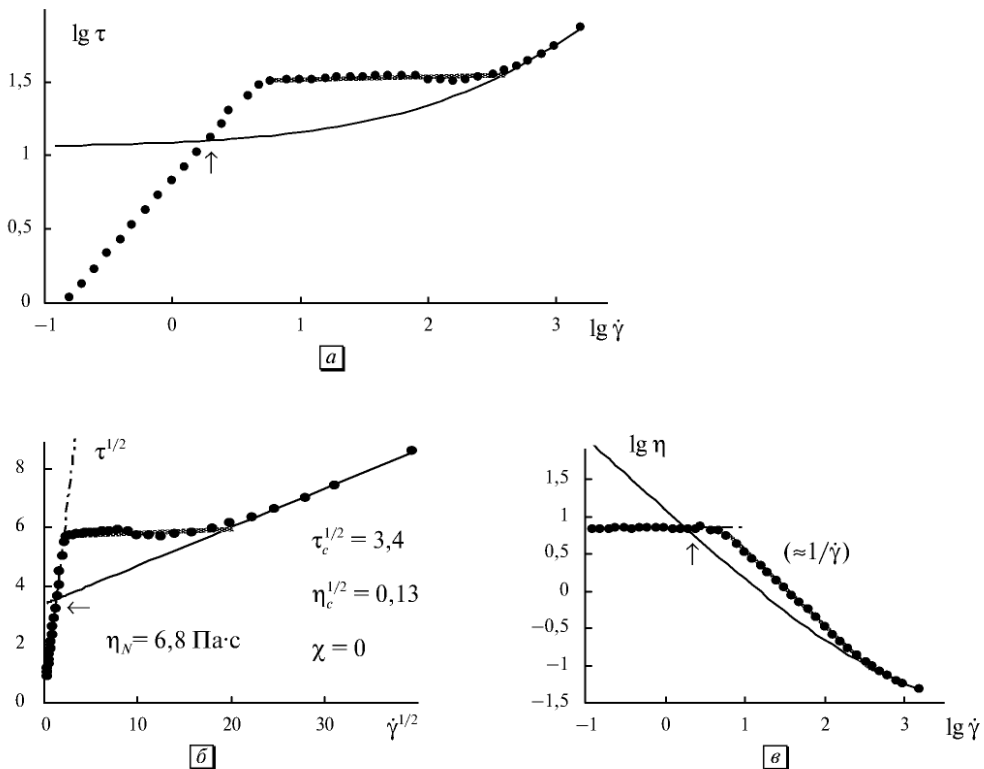 lg τ
1,5
1
0,5
0
−1
0
1
2
3
lg γ̇
а
τ^{1/2}
8
6
4
2
0
τ_c^{1/2} = 3,4
η_c^{1/2} = 0,13
η_N = 6,8 Па·с
χ = 0
0
10
20
30
γ̇^{1/2}
б
lg η
1,5
1
0,5
0
−0,5
−1
−1,5
(≈1/γ̇)
−1
0
1
2
3
lg γ̇
в